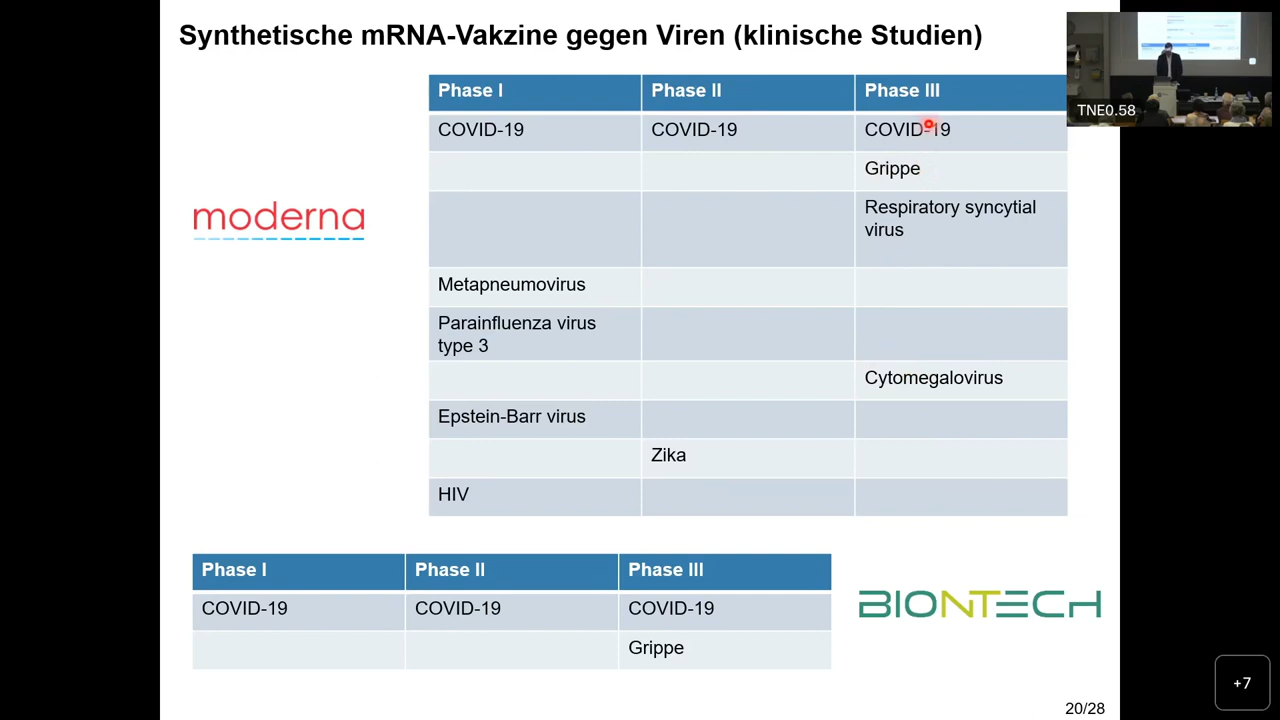 Synthetische mRNA-Vakzine gegen Viren (klinische Studien)
TNE0.58
Phase I Phase II Phase III
COVID-19 COVID-19 COVID-19
Grippe
Respiratory syncytial
virus
moderna
Metapneumovirus
Parainfluenza virus
type 3
Cytomegalovirus
Epstein-Barr virus
Zika
HIV
Phase I Phase II Phase III
COVID-19 COVID-19 COVID-19
Grippe
BIONTECH
+7
20/28